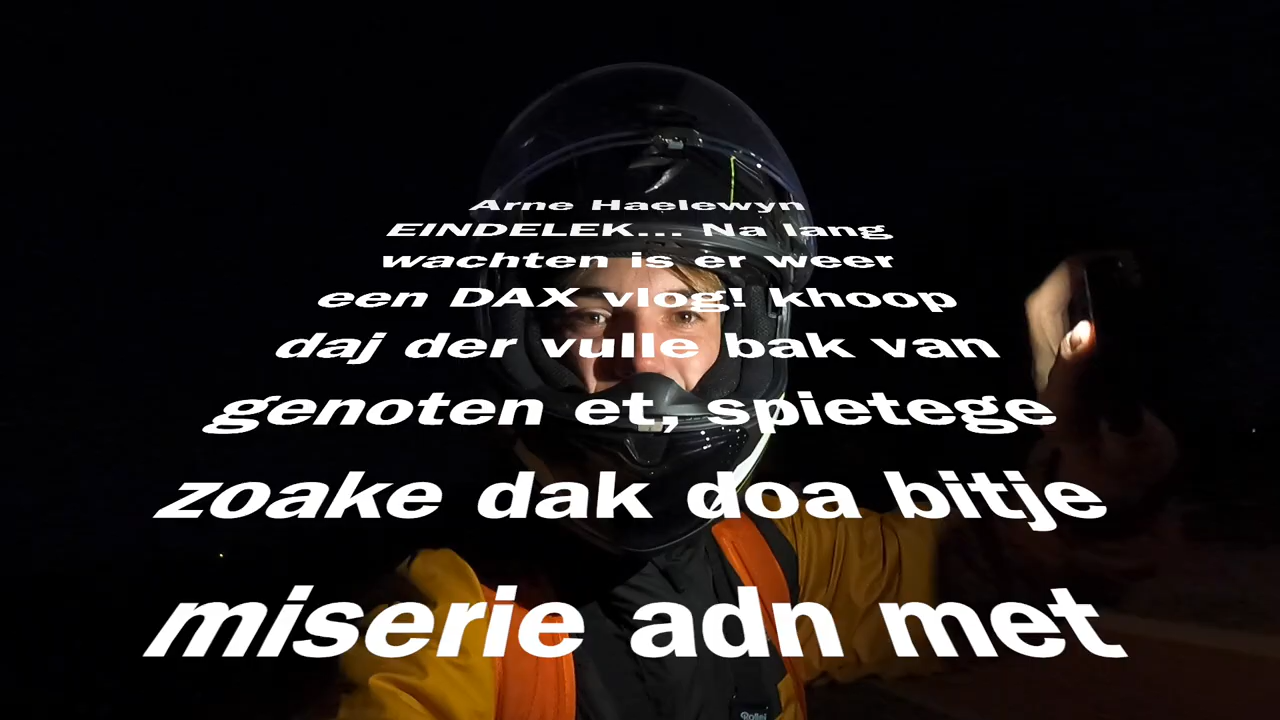 Arne Haelewyn
EINDELEK... Na lang
wachten is er weer
een DAX vlog! khoop
daj der vulle bak van
genoten et, spietege
zoake dak doa bitje
miserie adn met
Rollei